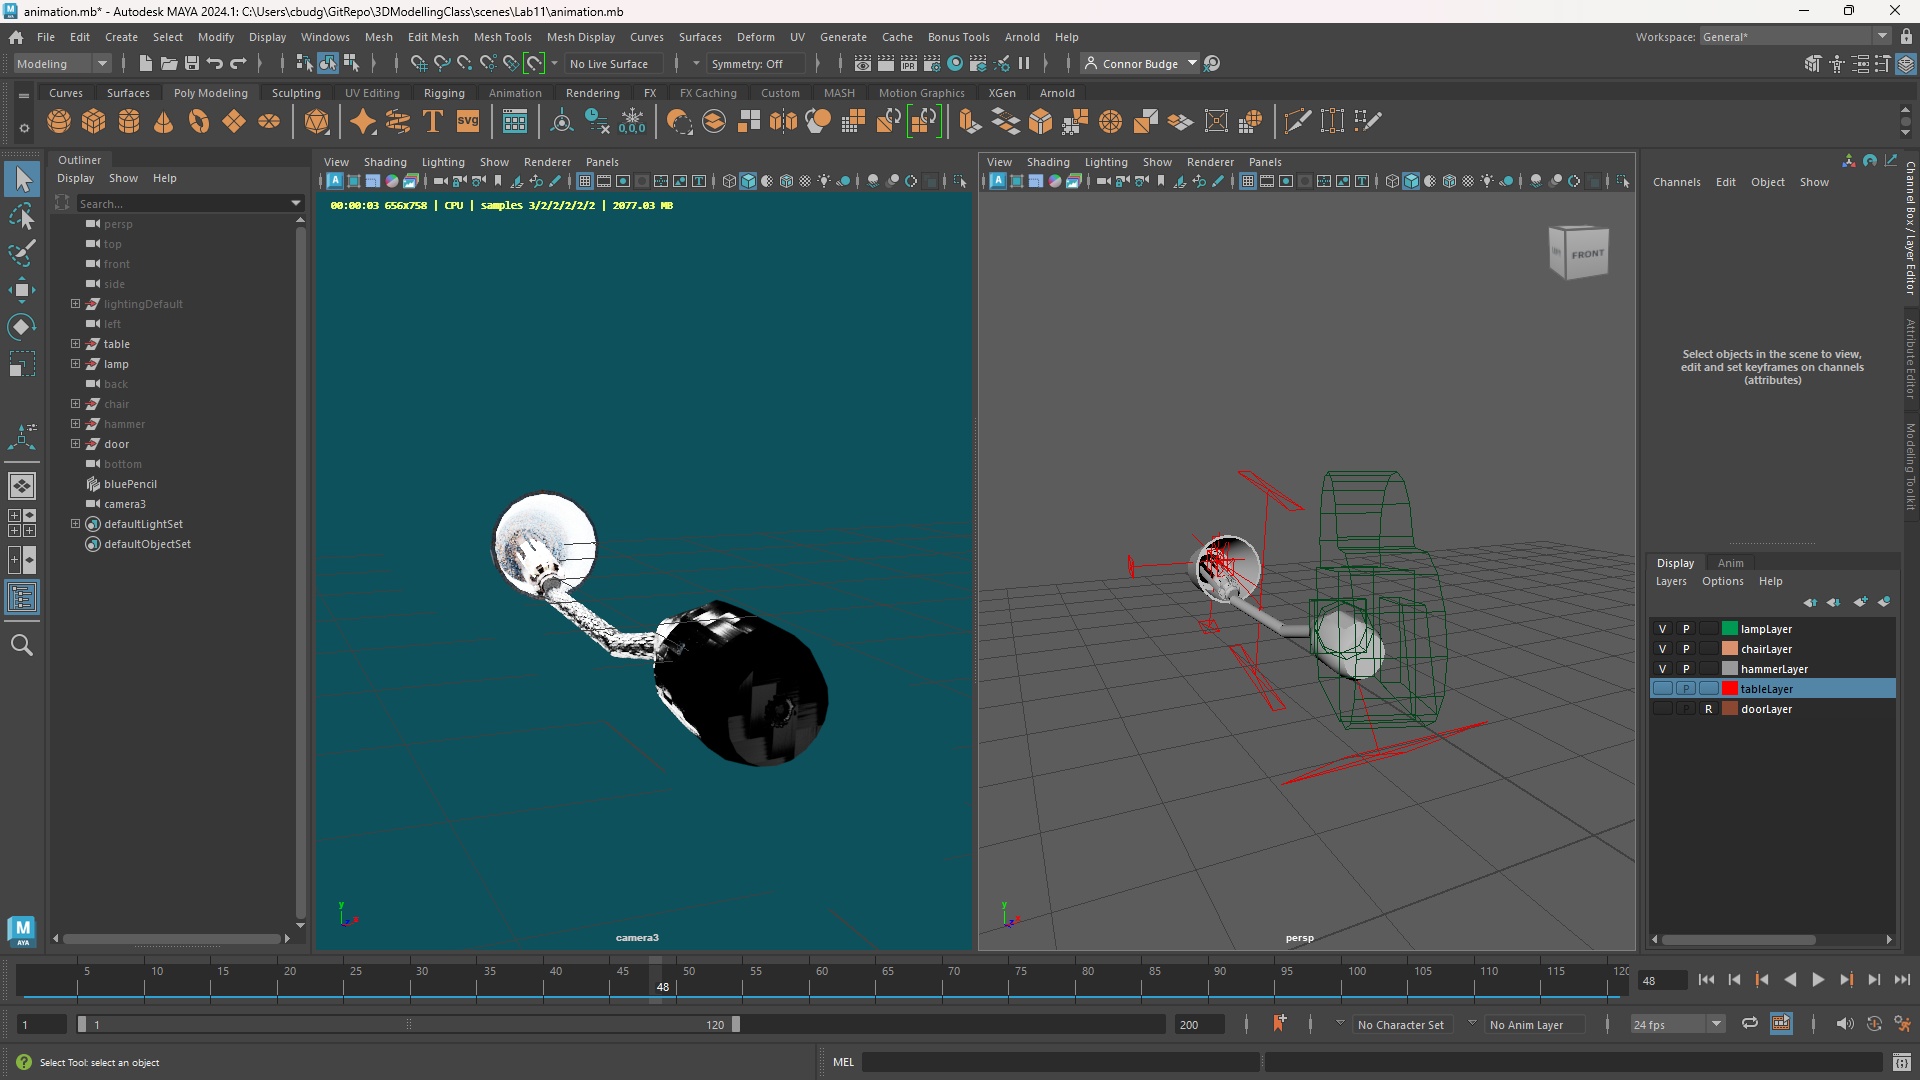 animation.mb* - Autodesk MAYA 2024.1: C:\Users\cbudg\GitRepo\3DModellingClass\scenes\Lab11\animation.mb
File Edit Create Select Modify Display Windows Mesh Edit Mesh Mesh Tools Mesh Display Curves Surfaces Deform UV Generate Cache Bonus Tools Arnold Help
Workspace: General*
Modeling
No Live Surface
Symmetry: Off
IPR
Connor Budge
Curves Surfaces Poly Modeling Sculpting UV Editing Rigging Animation Rendering FX FX Caching Custom MASH Motion Graphics XGen Arnold
T
SVG
0,0,0
Outliner
Display Show Help
Search...
persp
top
front
side
lightingDefault
left
table
lamp
back
chair
hammer
door
bottom
bluePencil
camera3
defaultLightSet
defaultObjectSet
M
AYA
View Shading Lighting Show Renderer Panels
00:00:03 656x758 | CPU | samples 3/2/2/2/2/2 | 2077.03 MB
y
camera3
View Shading Lighting Show Renderer Panels
FRONT
y
persp
Channels Edit Object Show
Select objects in the scene to view,
edit and set keyframes on channels
(attributes)
Channel Box / Layer Editor
Attribute Editor
Modeling Toolkit
Display Anim
Layers Options Help
V P lampLayer
V P chairLayer
V P hammerLayer
P tableLayer
P R doorLayer
5 10 15 20 25 30 35 40 45 50 55 60 65 70 75 80 85 90 95 100 105 110 115 120
48
48
1
1
120
200
No Character Set
No Anim Layer
24 fps
Select Tool: select an object
MEL